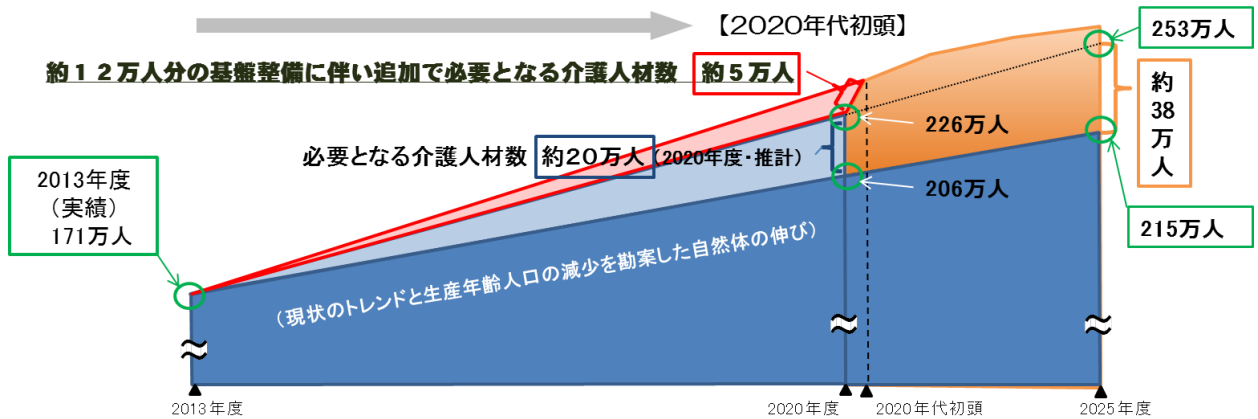 【2020年代初頭】
253万人
約１２万人分の基盤整備に伴い追加で必要となる介護人材数 約５万人
約
38
万
人
226万人
必要となる介護人材数 約20万人（2020年度・推計）
2013年度
（実績）
171万人
206万人
215万人
（現状のトレンドと生産年齢人口の減少を勘案した自然体の伸び）
2013年度
2020年度
2020年代初頭
2025年度